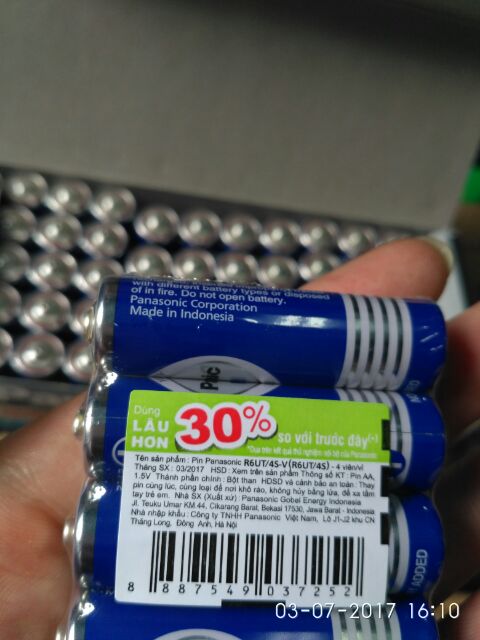 with different battery types or disposed
of in fire. Do not open battery.
Panasonic Corporation
Made in Indonesia
Dùng
LÂU
HƠN
30%
so với trước đây(*)
Tên sản phẩm: Pin Panasonic R6UT/4S-V(R6UT/4S) - 4 viên/vỉ
Tháng SX: 03/2017 HSD: Xem trên sản phẩm Thông số KT: Pin AA,
1.5V Thành phần chính: Bột than HDSD và cảnh báo an toàn: Thay
pin cùng lúc, cùng loại để nơi khô ráo, không hủy bằng lửa, để xa tầm
tay trẻ em. Nhà SX (Xuất xứ): Panasonic Gobel Energy Indonesia
Jl. Teuku Umar KM.44, Cikarang Barat, Bekasi 17530, Jawa Barat - Indonesia
Nhà nhập khẩu: Công ty TNHH Panasonic Việt Nam, Lô J1-J2 khu CN
Thăng Long, Đông Anh, Hà Nội
8 887549 037252
ADDED
03-07-2017 16:10